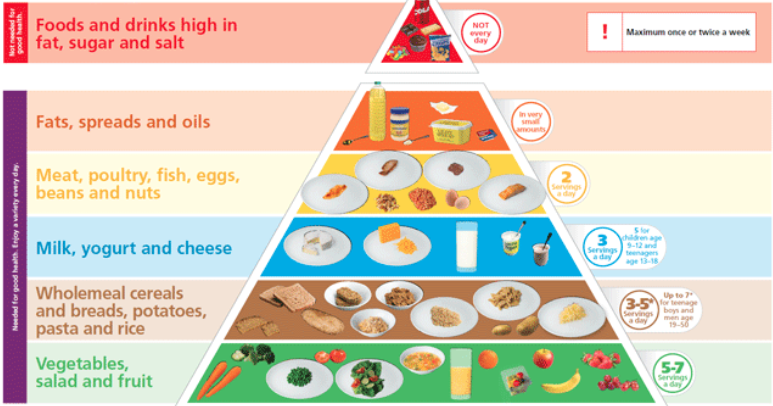 Not needed for
good health.
Foods and drinks high in
fat, sugar and salt
NOT
every
day
!
Maximum once or twice a week
Needed for good health. Enjoy a variety every day.
Fats, spreads and oils
In very
small
amounts
Meat, poultry, fish, eggs,
beans and nuts
2
Servings
a day
Milk, yogurt and cheese
3
Servings
a day
5 for
children age
9–12 and
teenagers
age 13–18
Wholemeal cereals
and breads, potatoes,
pasta and rice
3-5*
Servings
a day
Up to 7*
for teenage
boys and
men age
19–50
Vegetables,
salad and fruit
5-7
Servings
a day